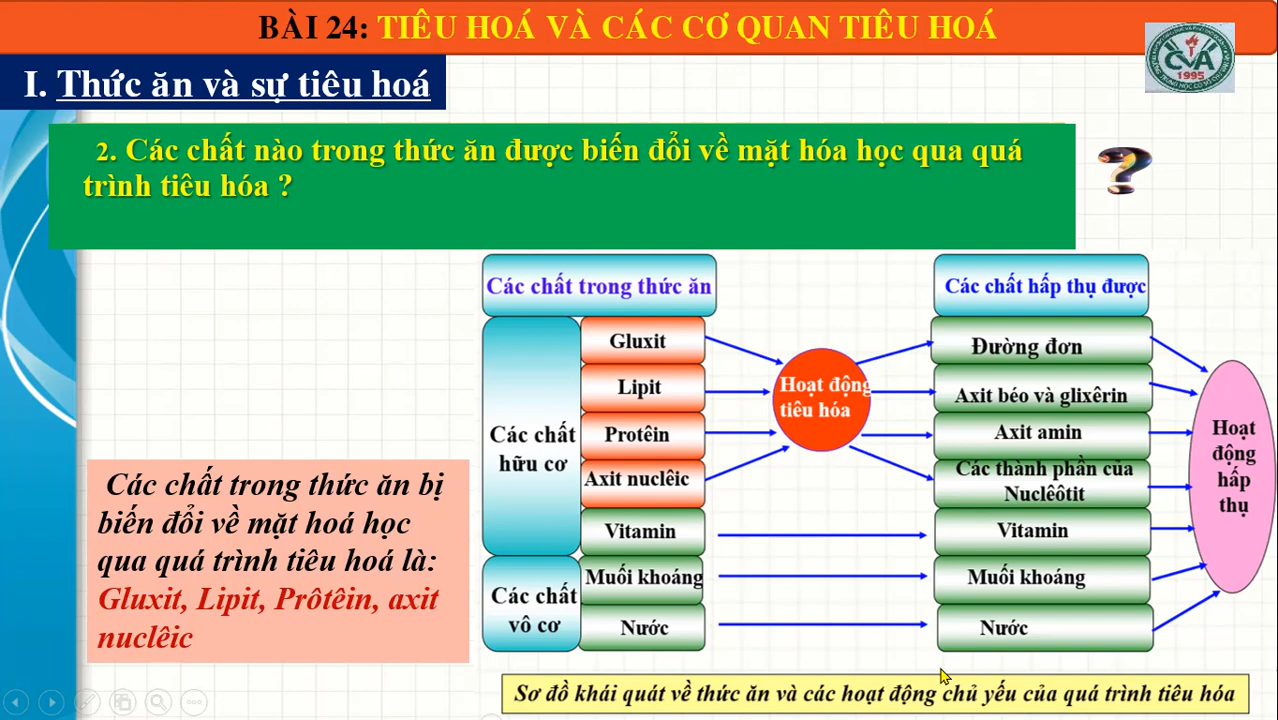 BÀI 24: TIÊU HOÁ VÀ CÁC CƠ QUAN TIÊU HOÁ
I. Thức ăn và sự tiêu hoá
CVA
1995
2. Các chất nào trong thức ăn được biến đổi về mặt hóa học qua quá
trình tiêu hóa ?
?
Các chất trong thức ăn
Các chất hấp thụ được
Các chất
hữu cơ
Gluxit
Lipit
Protêin
Axit nuclêic
Vitamin
Các chất
vô cơ
Muối khoáng
Nước
Hoạt động
tiêu hóa
Đường đơn
Axit béo và glixêrin
Axit amin
Các thành phần của
Nuclêôtit
Vitamin
Muối khoáng
Nước
Hoạt
động
hấp
thụ
Các chất trong thức ăn bị
biến đổi về mặt hoá học
qua quá trình tiêu hoá là:
Gluxit, Lipit, Prôtêin, axit
nuclêic
Sơ đồ khái quát về thức ăn và các hoạt động chủ yếu của quá trình tiêu hóa